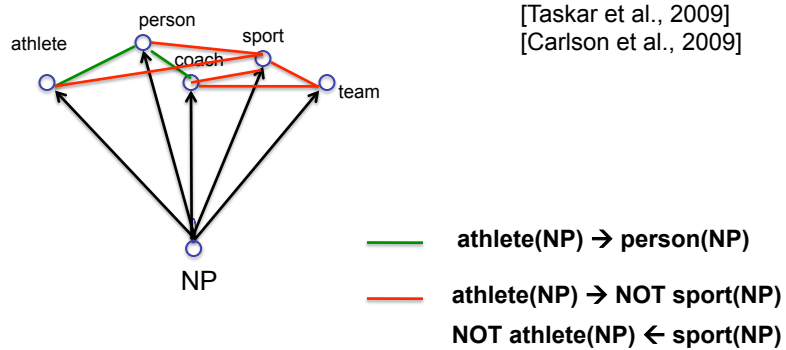 [Taskar et al., 2009]
[Carlson et al., 2009]
person
sport
athlete
coach
team
NP
athlete(NP) → person(NP)
athlete(NP) → NOT sport(NP)
NOT athlete(NP) ← sport(NP)